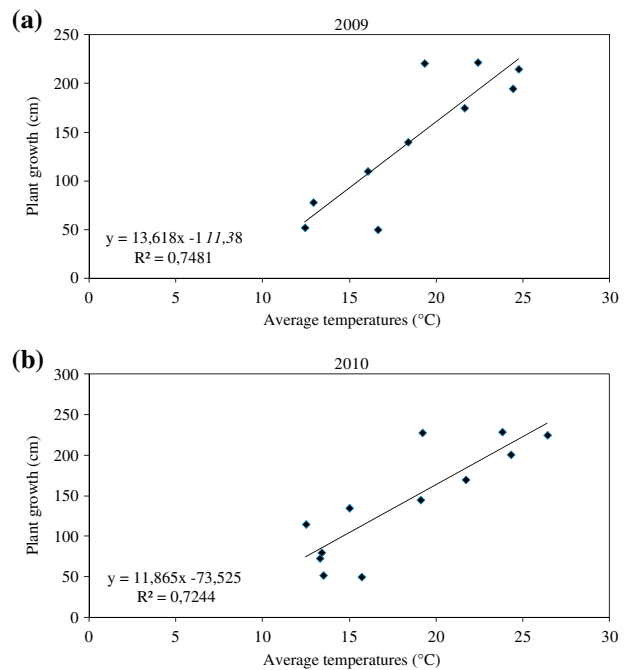 (a)
2009
250
200
150
100
50
0
Plant growth (cm)
y = 13,618x -111,38
R² = 0,7481
0 5 10 15 20 25 30
Average temperatures (°C)
(b)
2010
300
250
200
150
100
50
0
Plant growth (cm)
y = 11,865x -73,525
R² = 0,7244
0 5 10 15 20 25 30
Average temperatures (°C)